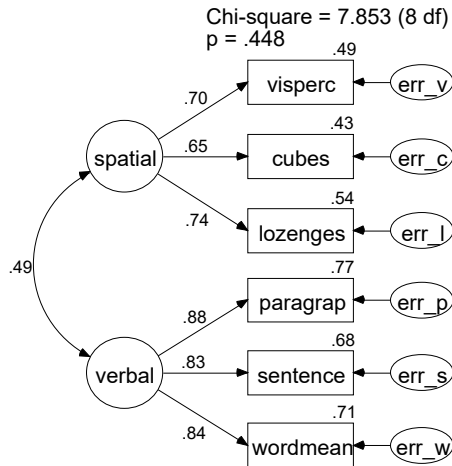 Chi-square = 7.853 (8 df)
p = .448
.49
visperc
err_v
.70
.43
spatial
.65
cubes
err_c
.54
.74
lozenges
err_l
.49
.77
paragrap
err_p
.88
.68
verbal
.83
sentence
err_s
.71
.84
wordmean
err_w